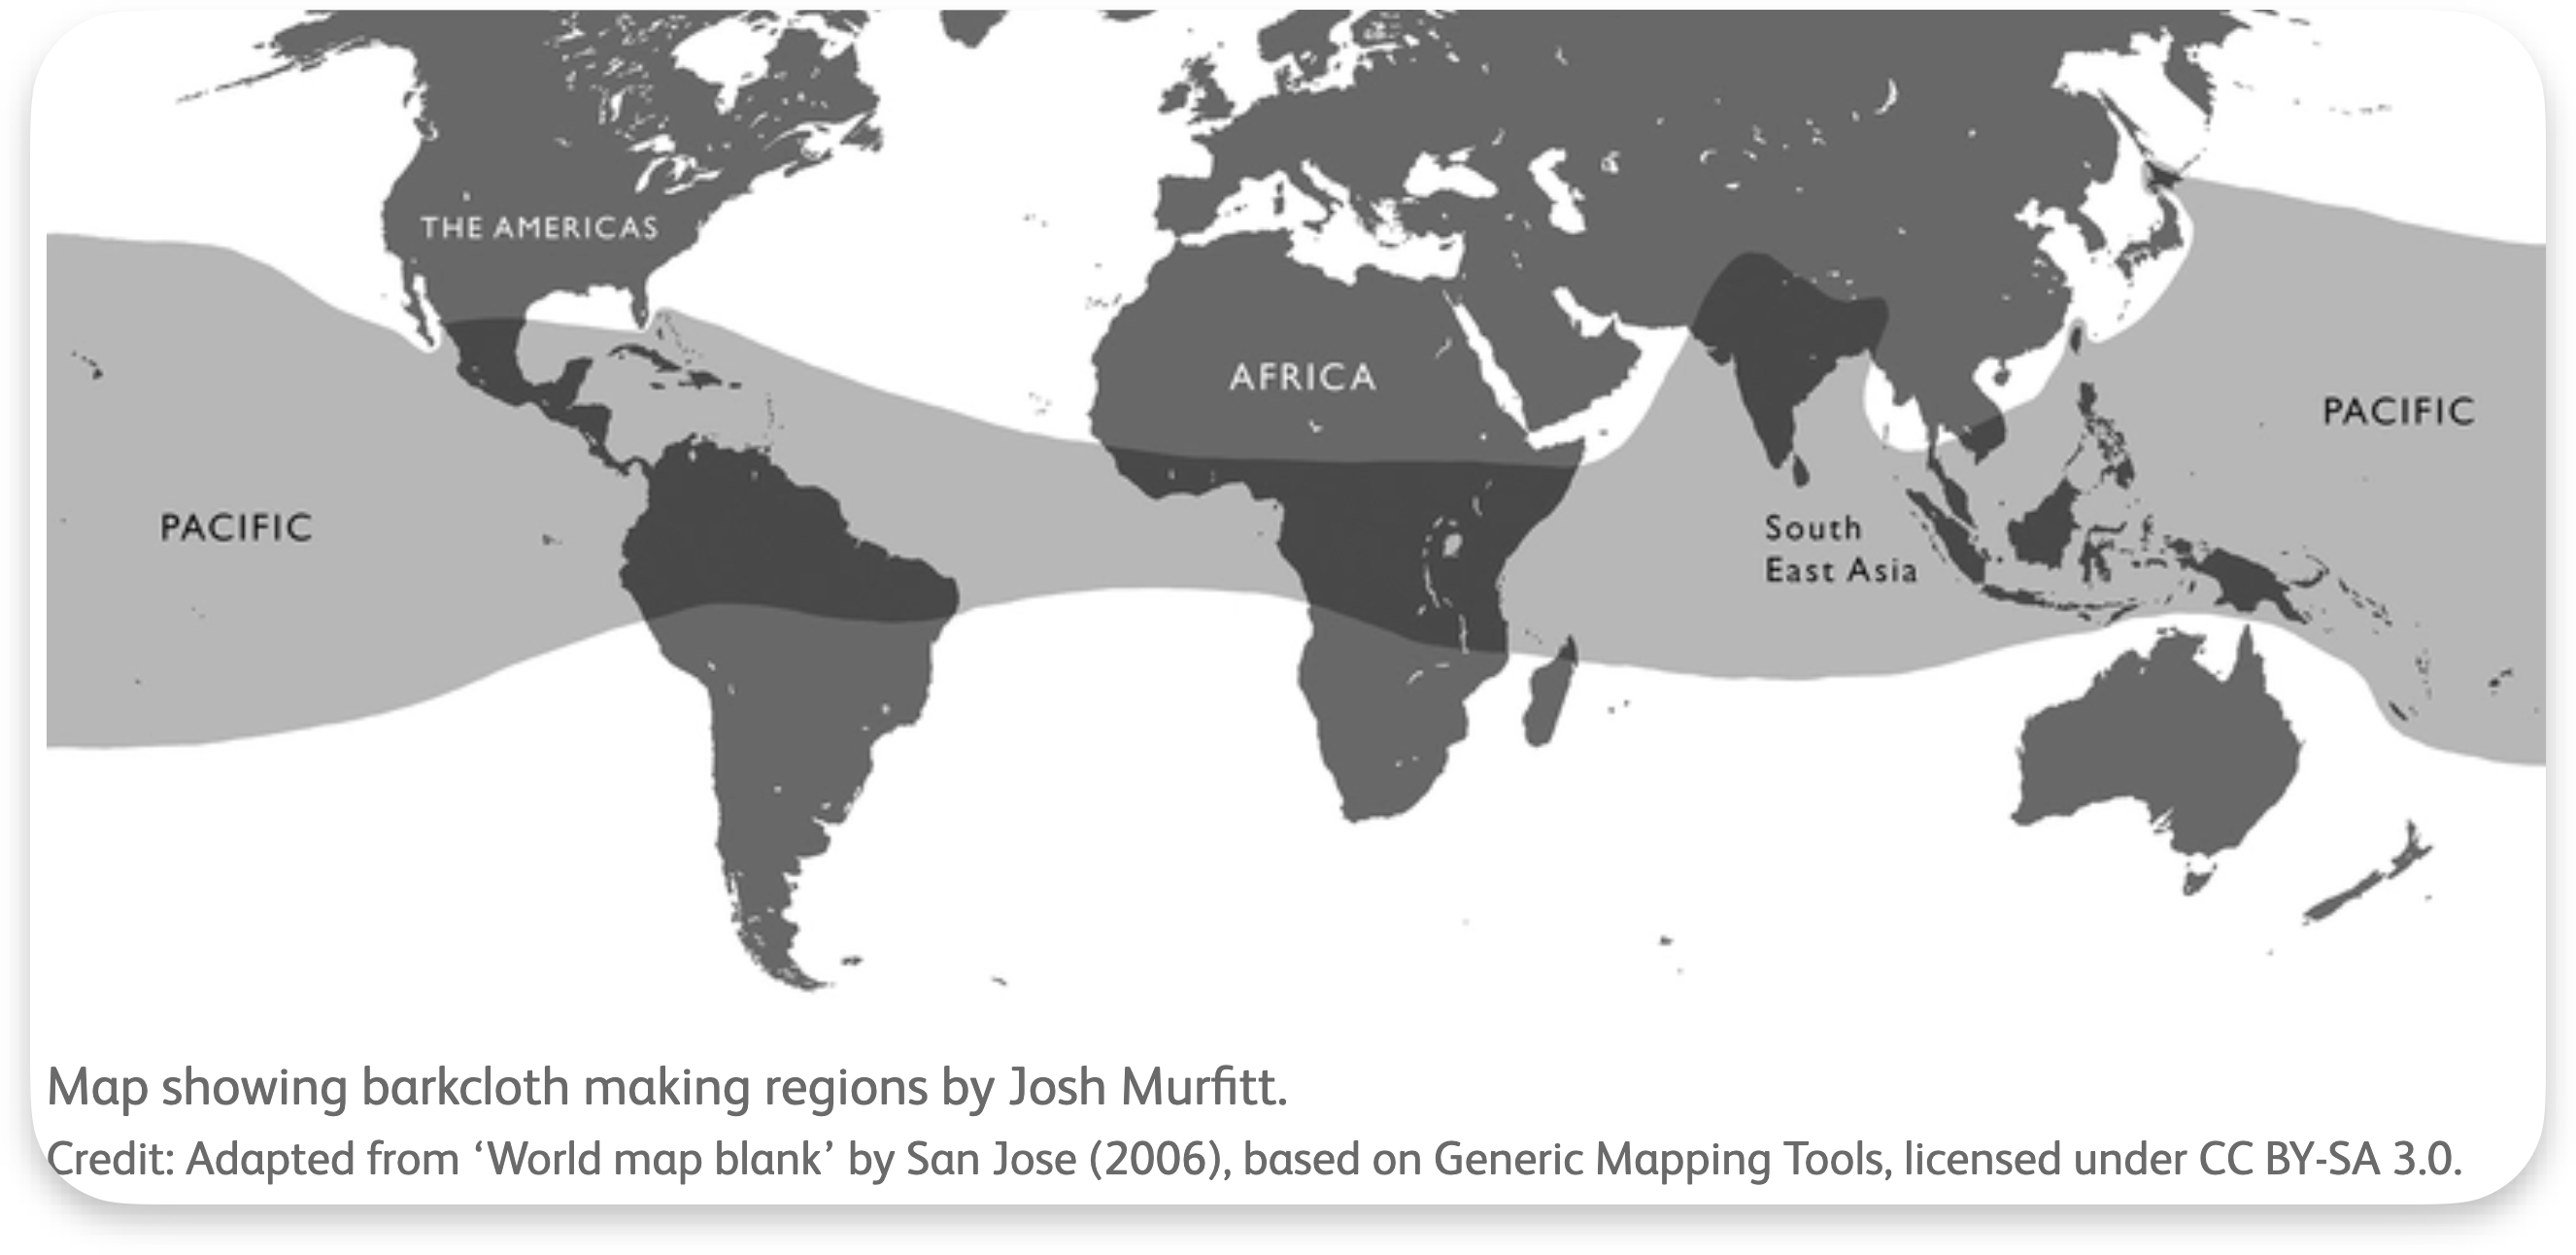 THE AMERICAS
AFRICA
PACIFIC
PACIFIC
South
East Asia
Map showing barkcloth making regions by Josh Murfitt.
Credit: Adapted from ‘World map blank’ by San Jose (2006), based on Generic Mapping Tools, licensed under CC BY-SA 3.0.